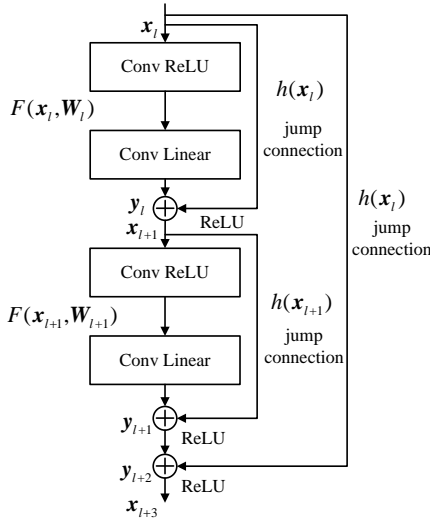 x_l
Conv ReLU
h(x_l)
F(x_l, W_l)
jump
connection
Conv Linear
h(x_l)
y_l
ReLU
jump
connection
x_{l+1}
Conv ReLU
h(x_{l+1})
F(x_{l+1}, W_{l+1})
jump
connection
Conv Linear
y_{l+1}
ReLU
y_{l+2}
ReLU
x_{l+3}